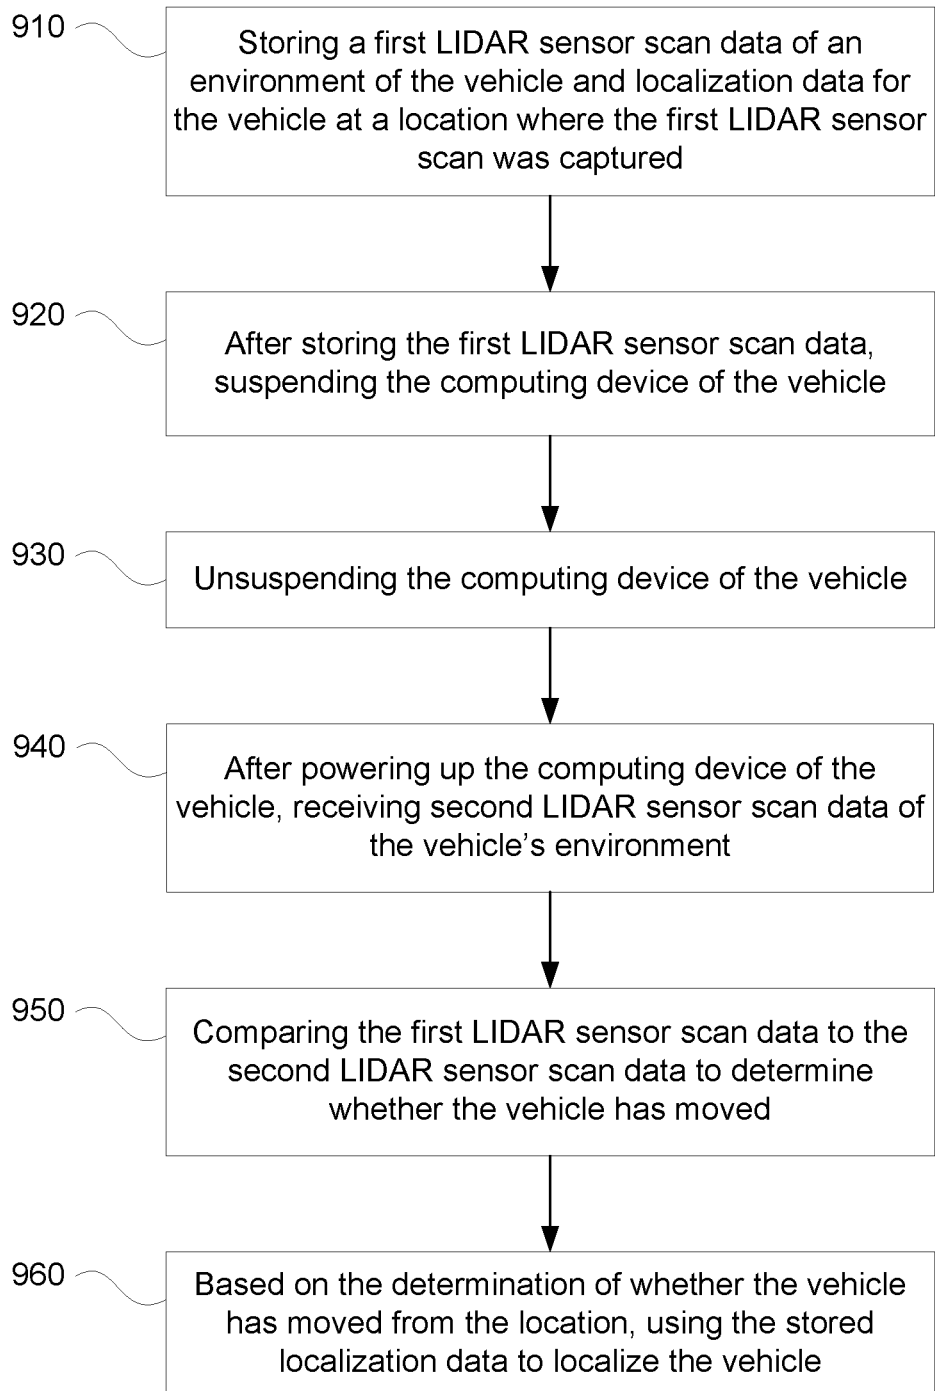 910
Storing a first LIDAR sensor scan data of an
environment of the vehicle and localization data for
the vehicle at a location where the first LIDAR sensor
scan was captured
920
After storing the first LIDAR sensor scan data,
suspending the computing device of the vehicle
930
Unsuspending the computing device of the vehicle
940
After powering up the computing device of the
vehicle, receiving second LIDAR sensor scan data of
the vehicle’s environment
950
Comparing the first LIDAR sensor scan data to the
second LIDAR sensor scan data to determine
whether the vehicle has moved
960
Based on the determination of whether the vehicle
has moved from the location, using the stored
localization data to localize the vehicle